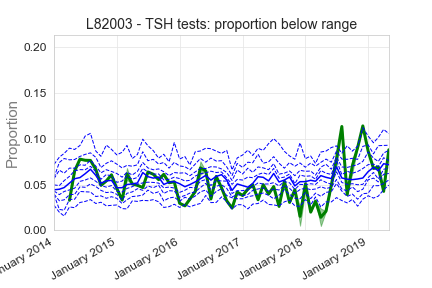 L82003 - TSH tests: proportion below range
Proportion
0.20
0.15
0.10
0.05
0.00
nuary 2014
January 2015
January 2016
January 2017
January 2018
January 2019